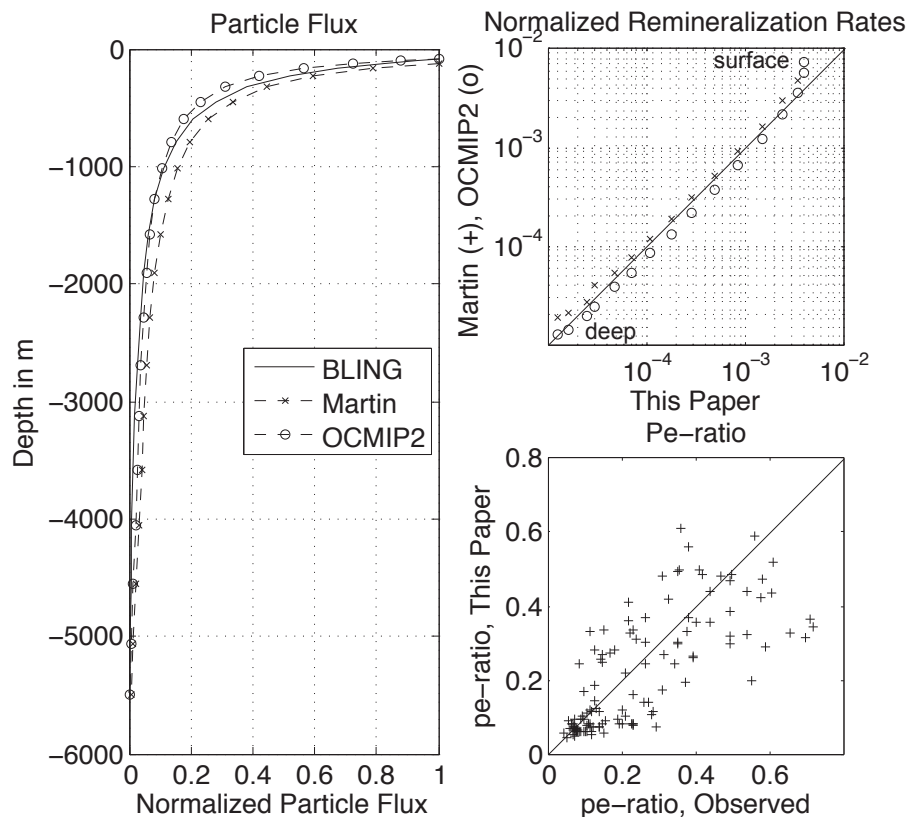 Particle Flux
0
−1000
−2000
−3000
−4000
−5000
−6000
Depth in m
BLING
Martin
OCMIP2
0 0.2 0.4 0.6 0.8 1
Normalized Particle Flux
Normalized Remineralization Rates
10−2
10−3
10−4
Martin (+), OCMIP2 (o)
surface
deep
10−4 10−3 10−2
This Paper
Pe−ratio
0.8
0.6
0.4
0.2
0
pe−ratio, This Paper
0 0.2 0.4 0.6
pe−ratio, Observed